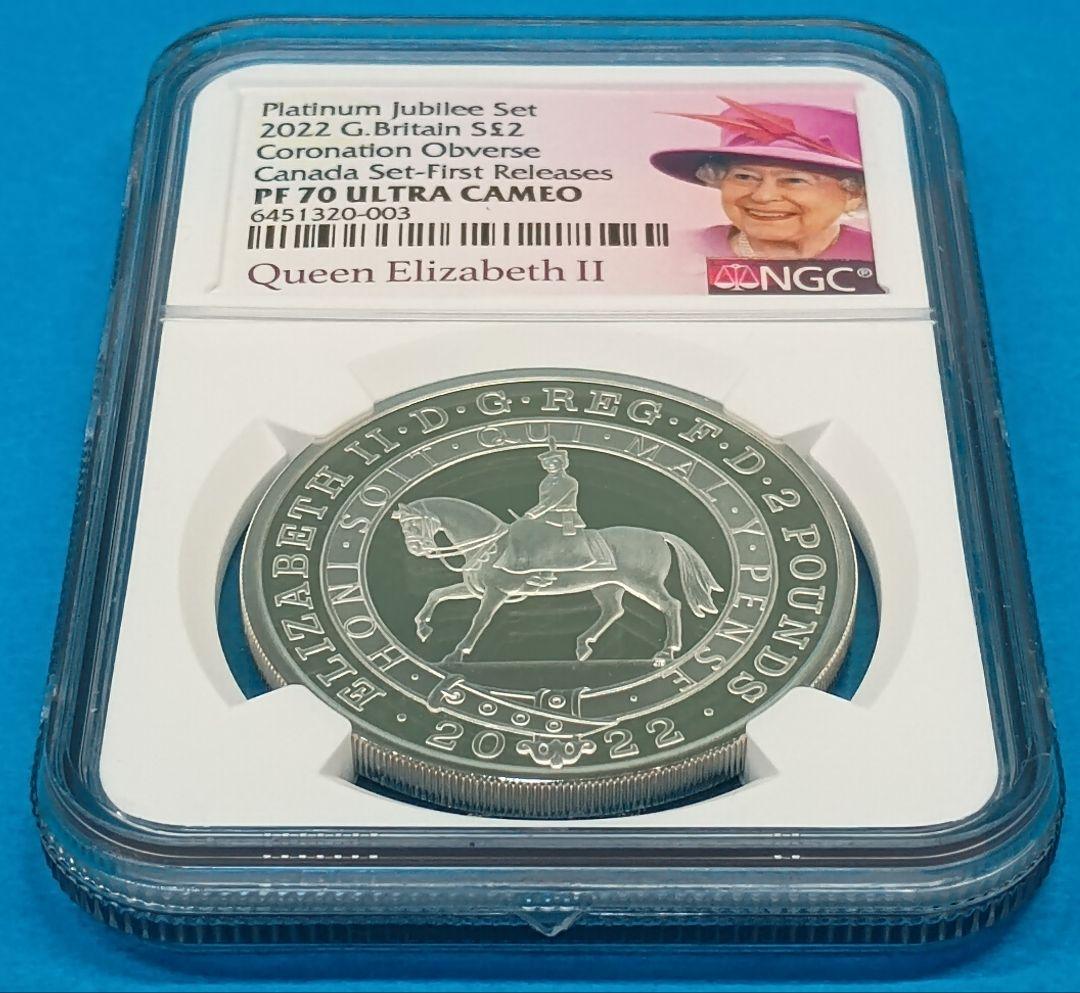 Platinum Jubilee Set
2022 G.Britain S£2
Coronation Obverse
Canada Set-First Releases
PF 70 ULTRA CAMEO
6451320-003
Queen Elizabeth II
NGC®
ELIZABETH II · D · G · REG · F · D · 2 POUNDS · 2022 ·
HONI · SOIT · QUI · MAL · Y · PENSE ·